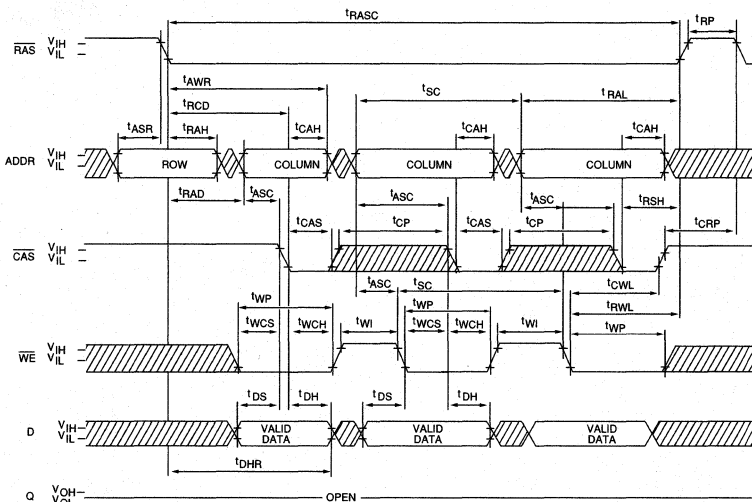 tRASC
tRP
RAS VIH
VIL
tAWR
tRCD
tSC
tRAL
tASR
tRAH
tCAH
tCAH
tCAH
ADDR VIH
VIL
ROW
COLUMN
COLUMN
COLUMN
tRAD
tASC
tASC
tASC
tRSH
tCAS
tCP
tCAS
tCP
tCRP
CAS VIH
VIL
tASC
tSC
tCWL
tWP
tWP
tRWL
tWCS
tWCH
tWI
tWCS
tWCH
tWI
tWP
WE VIH
VIL
tDS
tDH
tDS
tDH
D VIH
VIL
VALID DATA
VALID DATA
VALID DATA
tDHR
Q VOH
VOL
OPEN